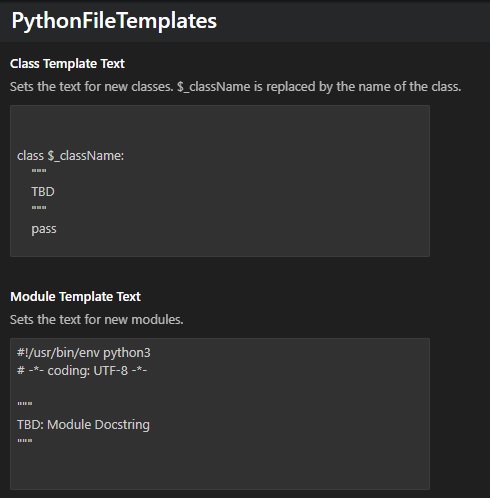 PythonFileTemplates
Class Template Text
Sets the text for new classes. $_className is replaced by the name of the class.
class $_className:
"""
TBD
"""
pass
Module Template Text
Sets the text for new modules.
#!/usr/bin/env python3
# -*- coding: UTF-8 -*-
"""
TBD: Module Docstring
"""